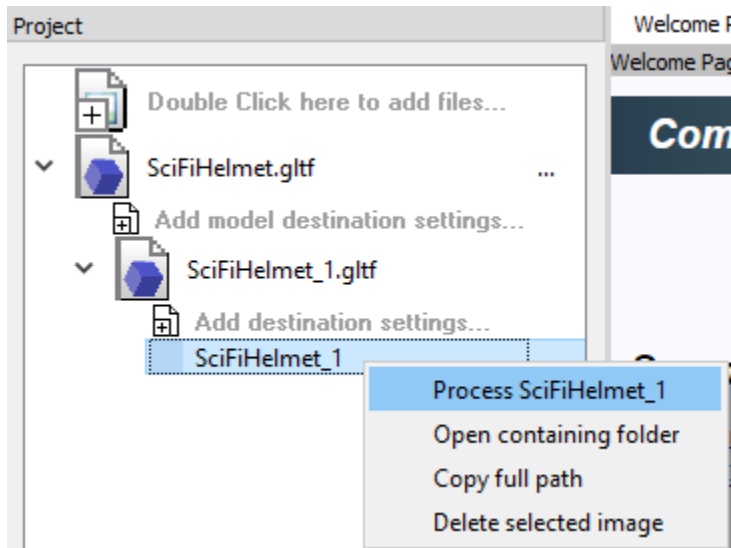 Project
Welcome P
Welcome Pag
Com
Double Click here to add files...
SciFiHelmet.gltf ...
Add model destination settings...
SciFiHelmet_1.gltf
Add destination settings...
SciFiHelmet_1
Process SciFiHelmet_1
Open containing folder
Copy full path
Delete selected image